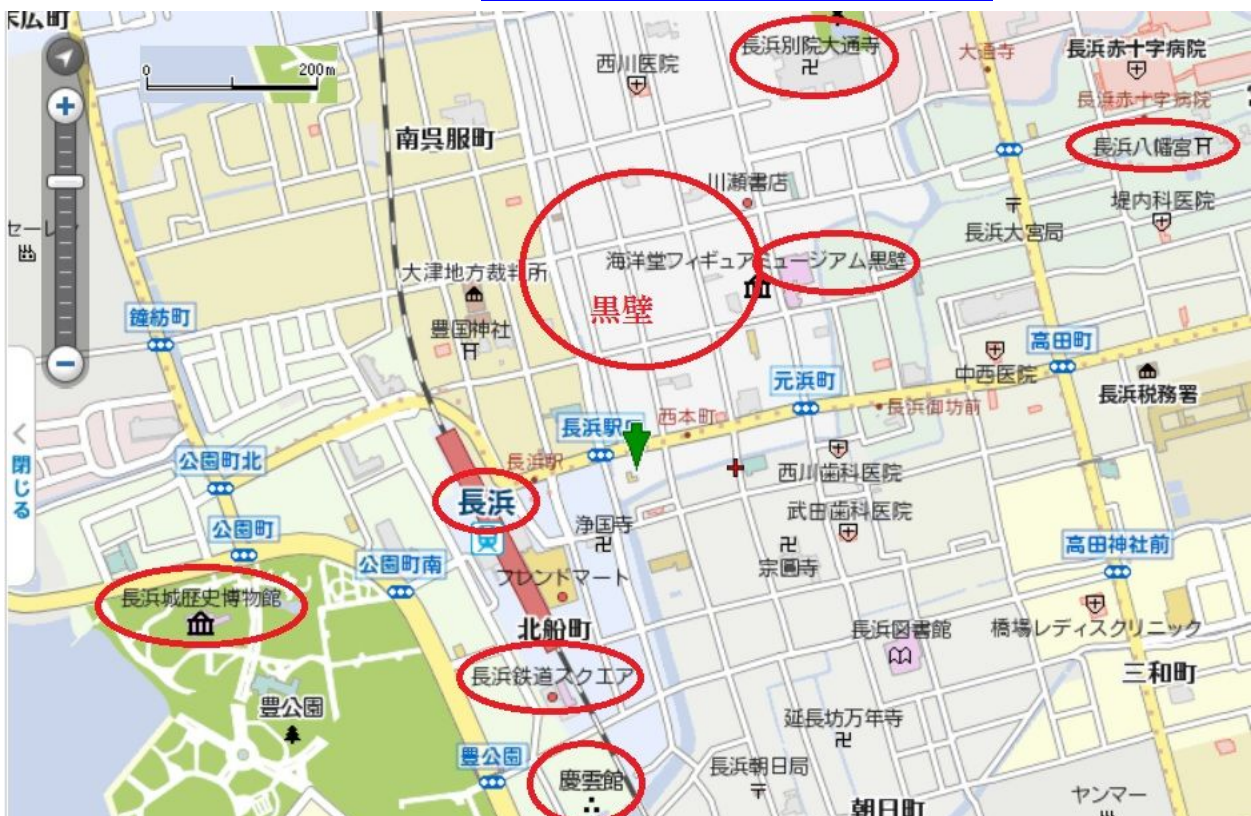 末広町
0 200m
長浜別院大通寺
大通寺
長浜赤十字病院
西川医院
長浜赤十字病院
南呉服町
長浜八幡宮
川瀬書店
堤内科医院
長浜大宮局
セーレン
海洋堂フィギュアミュージアム黒壁
大津地方裁判所
黒壁
鐘紡町
豊国神社
高田町
中西医院
元浜町
長浜税務署
長浜御坊前
西本町
長浜駅
閉じる
公園町北
長浜駅
西川歯科医院
長浜
武田歯科医院
公園町
浄国寺
高田神社前
公園町南
宗圓寺
フレンドマート
長浜城歴史博物館
北船町
長浜図書館
橋場レディスクリニック
長浜鉄道スクエア
三和町
豊公園
延長坊万年寺
豊公園
慶雲館
長浜朝日局
ヤンマー
朝日町